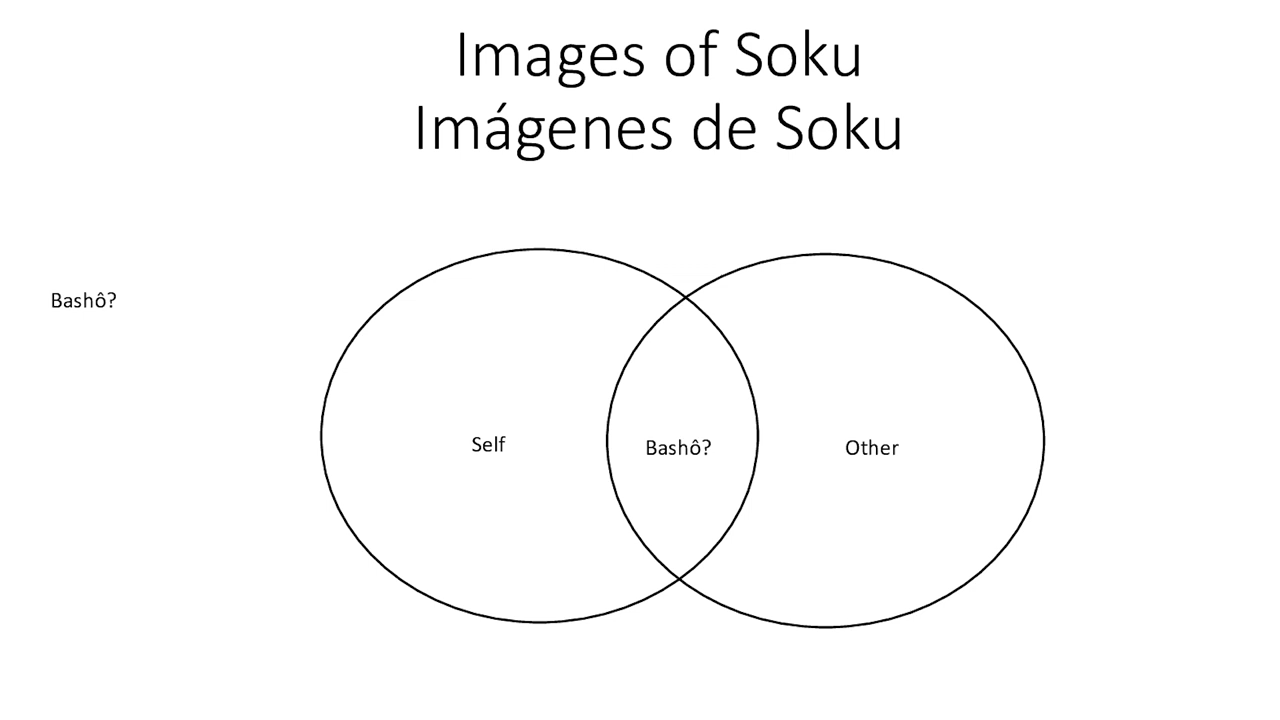 Images of Soku
Imágenes de Soku
Bashô?
Self
Bashô?
Other